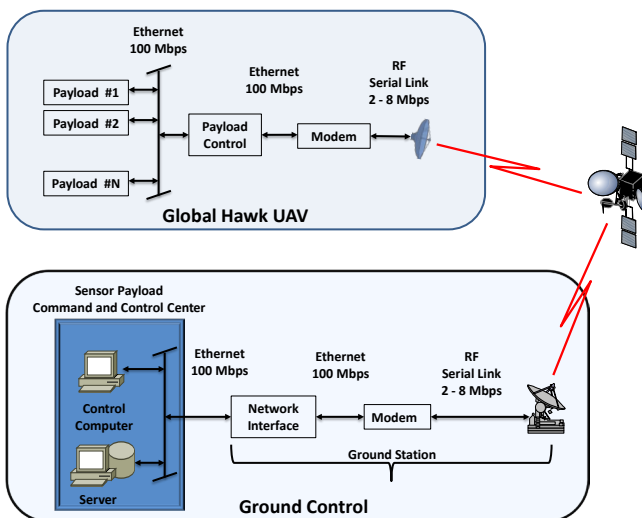 Ethernet
100 Mbps
Ethernet
100 Mbps
RF
Serial Link
2 - 8 Mbps
Payload #1
Payload #2
Payload #N
Payload
Control
Modem
Global Hawk UAV
Sensor Payload
Command and Control Center
Ethernet
100 Mbps
Ethernet
100 Mbps
RF
Serial Link
2 - 8 Mbps
Control
Computer
Network
Interface
Modem
Ground Station
Server
Ground Control